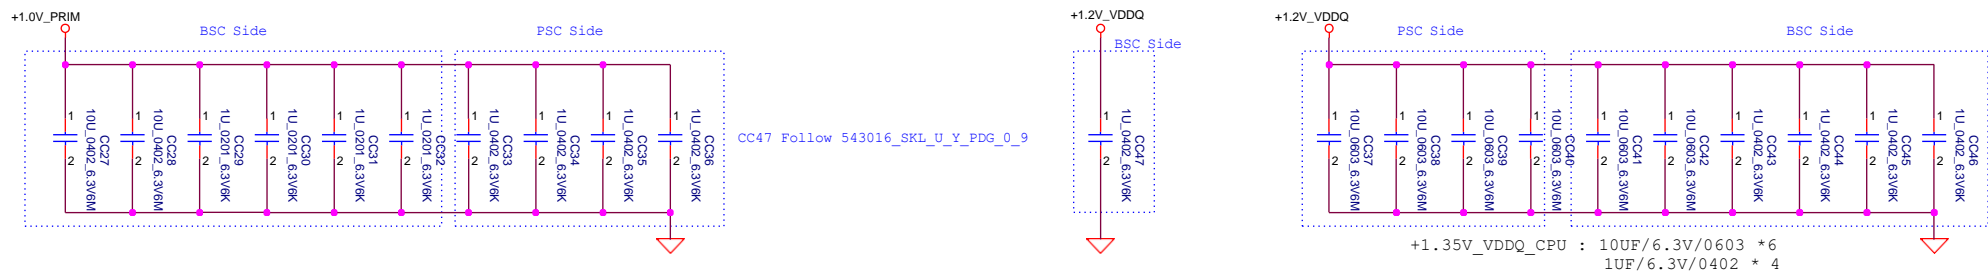 +1.0V_PRIM
BSC Side
PSC Side
1
2
CC27
10U_0402_6.3V6M
1
2
CC28
10U_0402_6.3V6M
1
2
CC29
1U_0201_6.3V6K
1
2
CC30
1U_0201_6.3V6K
1
2
CC31
1U_0201_6.3V6K
1
2
CC32
1U_0201_6.3V6K
1
2
CC33
1U_0402_6.3V6K
1
2
CC34
1U_0402_6.3V6K
1
2
CC35
1U_0402_6.3V6K
1
2
CC36
1U_0402_6.3V6K
CC47 Follow 543016_SKL_U_Y_PDG_0_9
+1.2V_VDDQ
BSC Side
1
2
CC47
1U_0402_6.3V6K
+1.2V_VDDQ
PSC Side
BSC Side
1
2
CC37
10U_0603_6.3V6M
1
2
CC38
10U_0603_6.3V6M
1
2
CC39
10U_0603_6.3V6M
1
2
CC40
10U_0603_6.3V6M
1
2
CC41
10U_0603_6.3V6M
1
2
CC42
10U_0603_6.3V6M
1
2
CC43
1U_0402_6.3V6K
1
2
CC44
1U_0402_6.3V6K
1
2
CC45
1U_0402_6.3V6K
1
2
CC46
1U_0402_6.3V6K
+1.35V_VDDQ_CPU : 10UF/6.3V/0603 *6
1UF/6.3V/0402 * 4